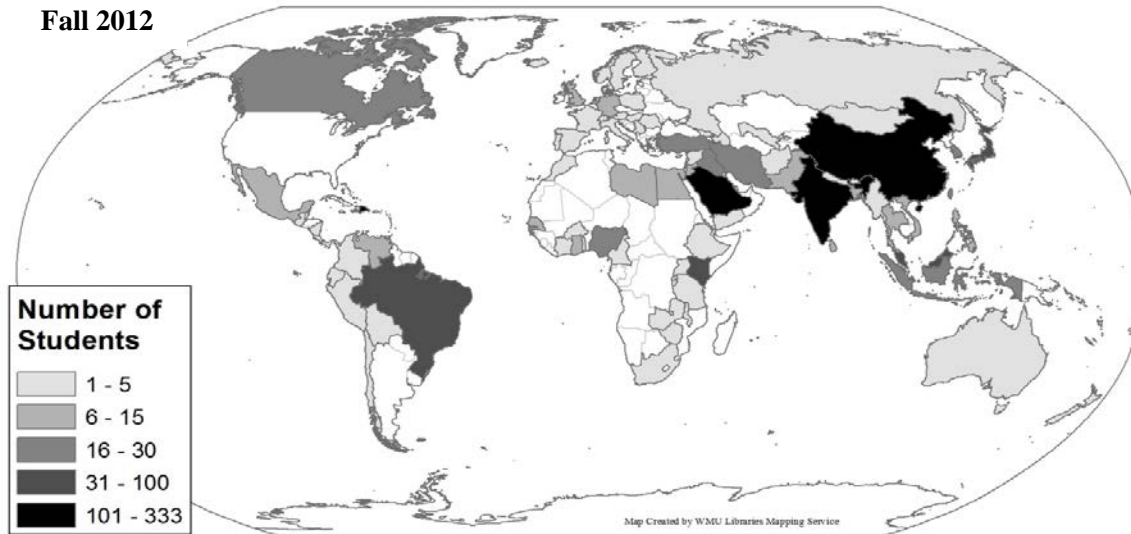 Fall 2012
Number of
Students
1 - 5
6 - 15
16 - 30
31 - 100
101 - 333
Map Created by WMU Libraries Mapping Service